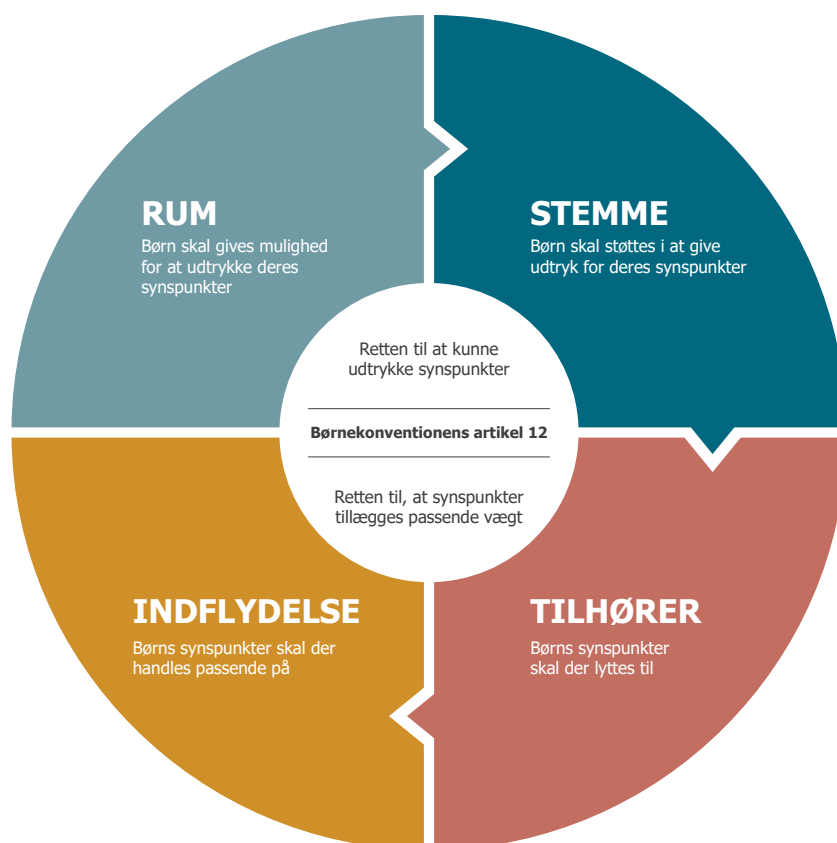 RUM
Børn skal gives mulighed
for at udtrykke deres
synspunkter
STEMME
Børn skal støttes i at give
udtryk for deres synspunkter
Retten til at kunne
udtrykke synspunkter
Børnekonventionens artikel 12
Retten til, at synspunkter
tillægges passende vægt
INDFLYDELSE
Børns synspunkter skal der
handles passende på
TILHØRER
Børns synspunkter
skal der lyttes til